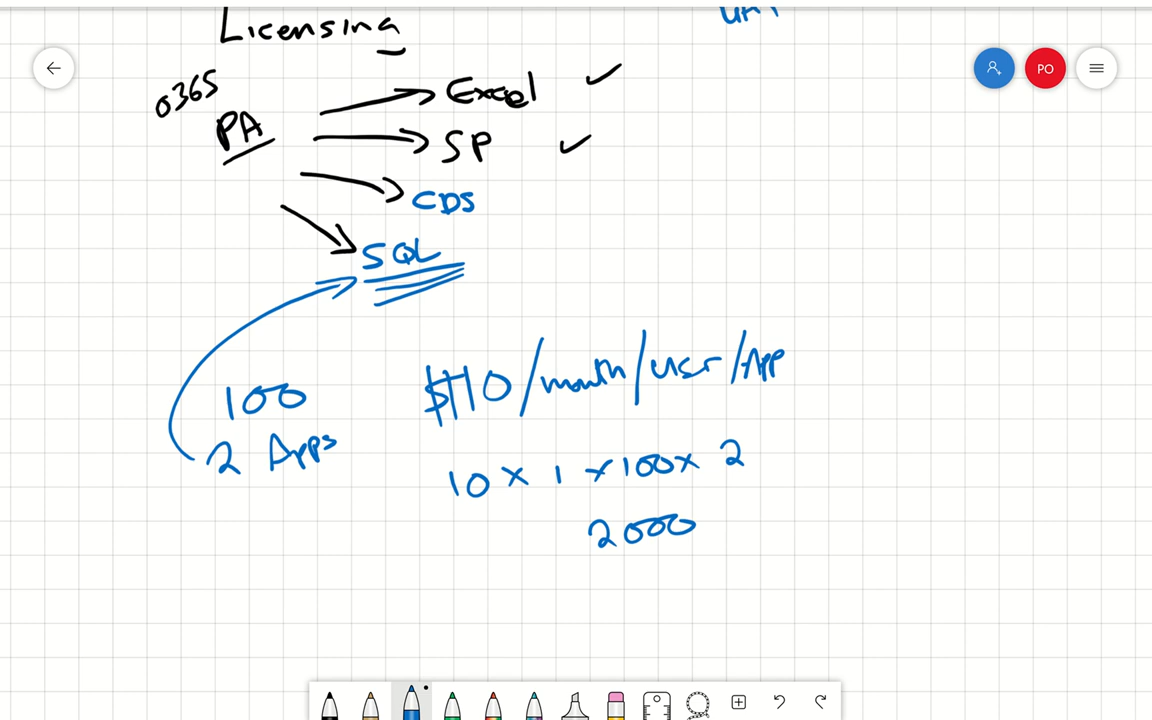 Licensing
O365
PA
Excel
SP
CDS
SQL
100
2 Apps
$10/month/user/App
10 x 1 x 100 x 2
2000
PO